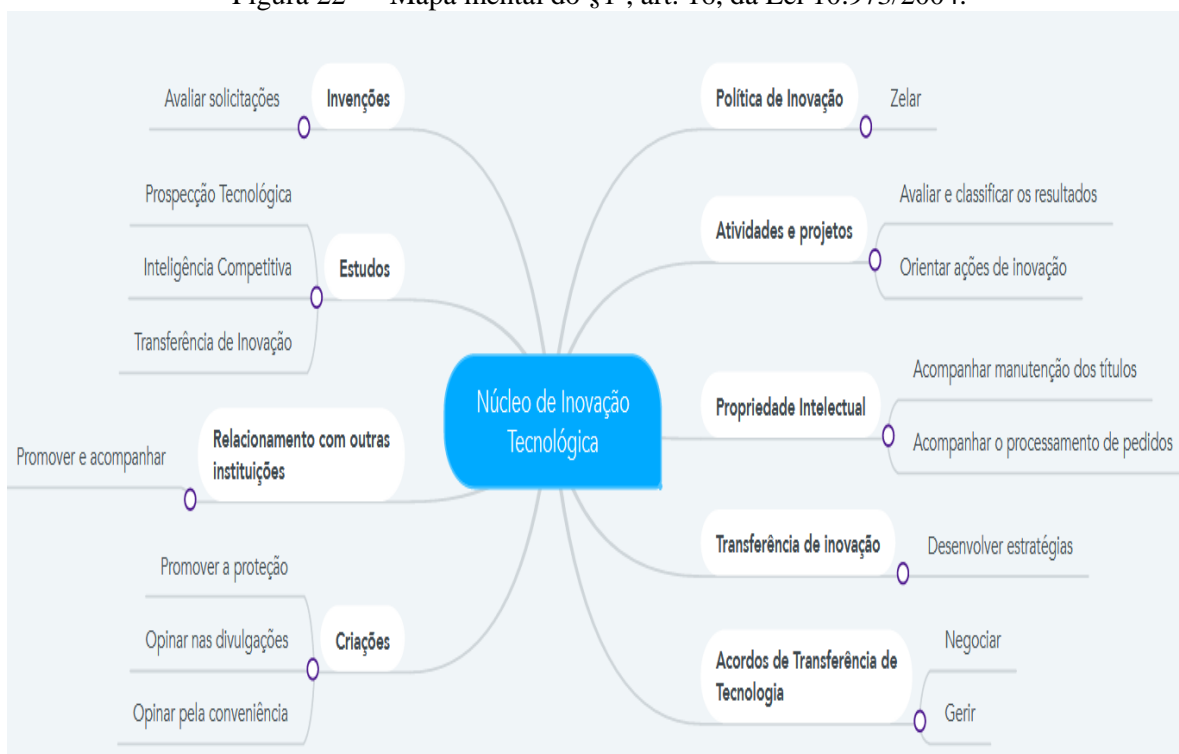 Figura 22 — Mapa mental do §1º, art. 16, da Lei 10.973/2004.
Avaliar solicitações
Invenções
Prospecção Tecnológica
Inteligência Competitiva
Transferência de Inovação
Estudos
Promover e acompanhar
Relacionamento com outras
instituições
Promover a proteção
Opinar nas divulgações
Opinar pela conveniência
Criações
Núcleo de Inovação
Tecnológica
Política de Inovação
Zelar
Atividades e projetos
Avaliar e classificar os resultados
Orientar ações de inovação
Propriedade Intelectual
Acompanhar manutenção dos títulos
Acompanhar o processamento de pedidos
Transferência de inovação
Desenvolver estratégias
Acordos de Transferência de
Tecnologia
Negociar
Gerir